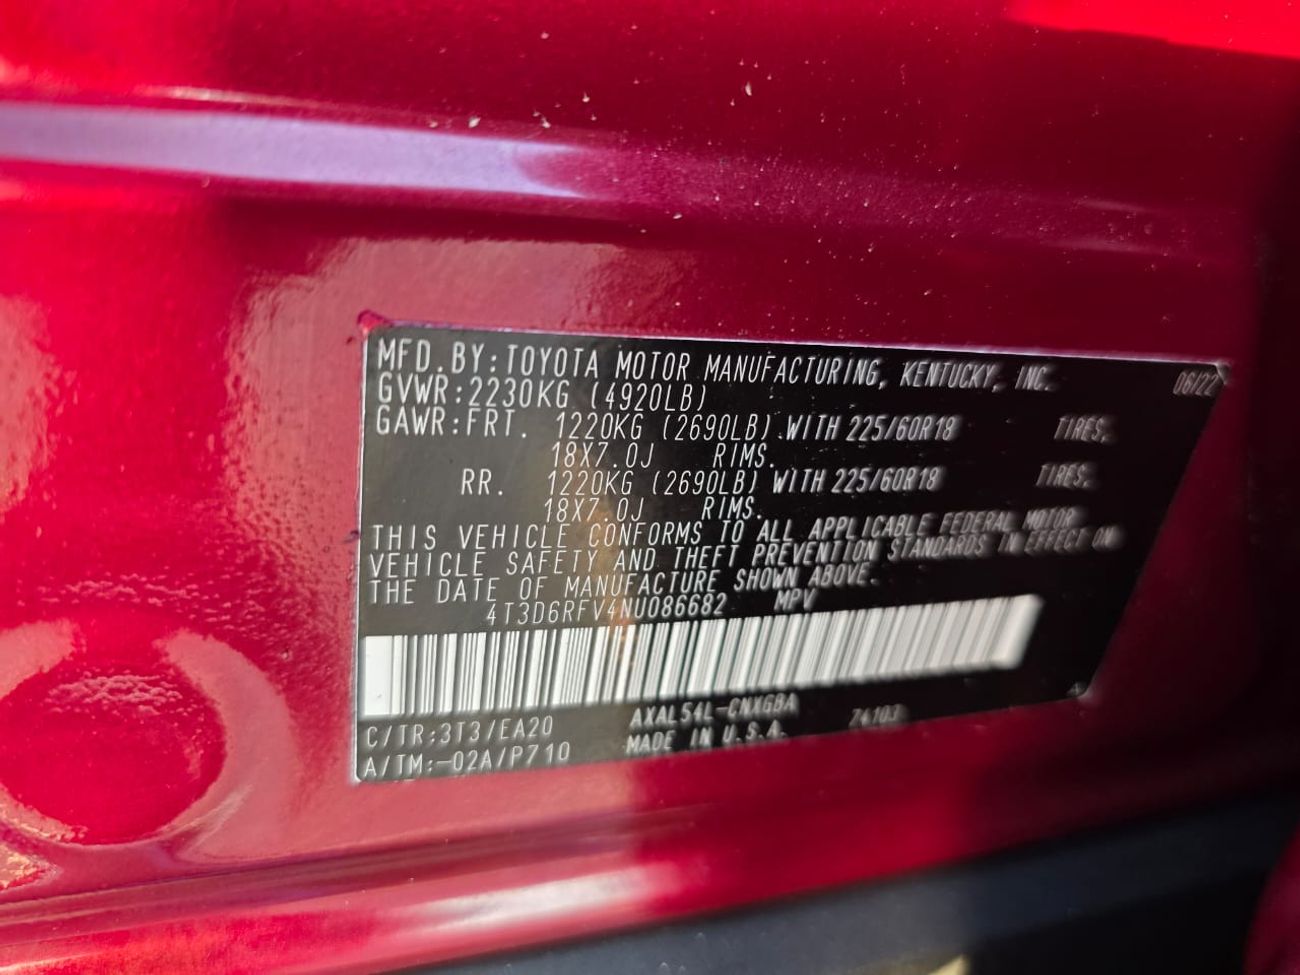 MFD.BY:TOYOTA MOTOR MANUFACTURING, KENTUCKY, INC. 06/22
GVWR:2230KG (4920LB)
GAWR:FRT. 1220KG (2690LB) WITH 225/60R18 TIRES,
18X7.0J RIMS.
RR. 1220KG (2690LB) WITH 225/60R18 TIRES,
18X7.0J RIMS.
THIS VEHICLE CONFORMS TO ALL APPLICABLE FEDERAL MOTOR
VEHICLE SAFETY AND THEFT PREVENTION STANDARDS IN EFFECT ON
THE DATE OF MANUFACTURE SHOWN ABOVE.
4T3D6RFV4NU086682 MPV
C/TR:3T3/EA20 AXAL54L-CNXGBA 74103
A/TM:-02A/P710 MADE IN U.S.A.